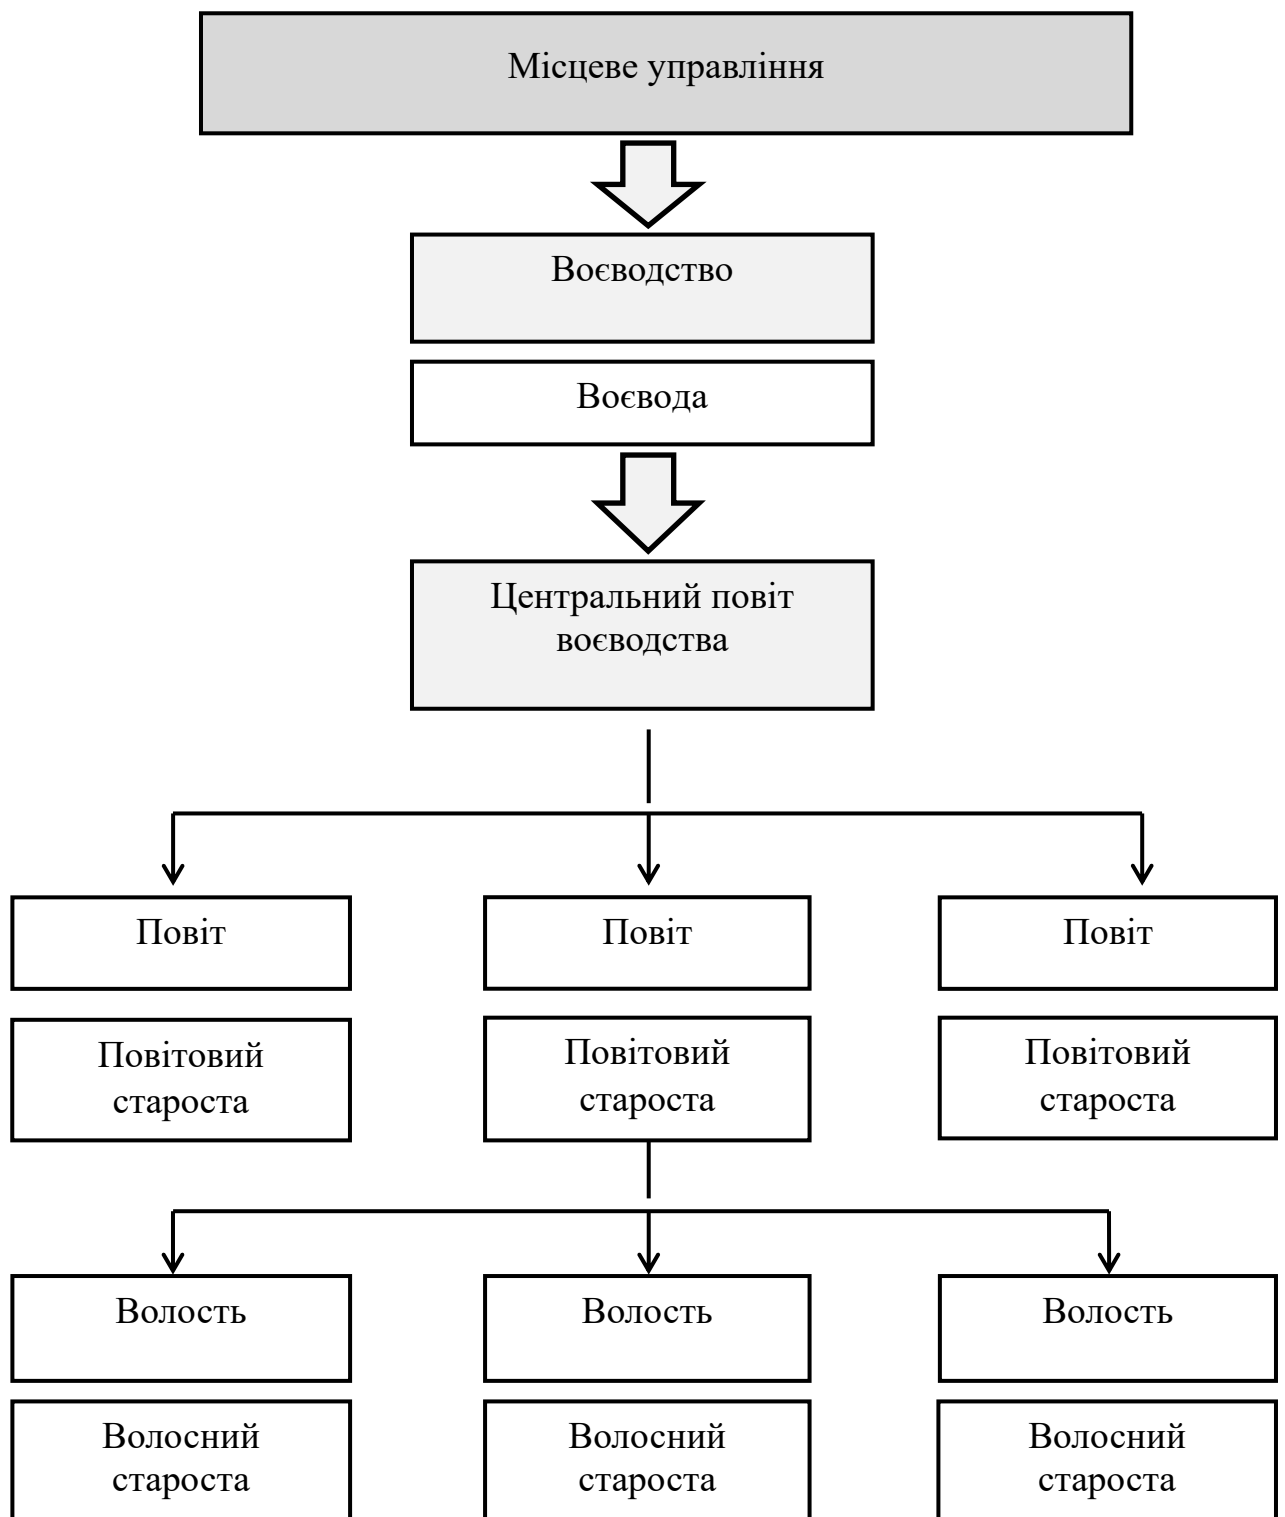 Місцеве управління
Воєводство
Воєвода
Центральний повіт
воєводства
Повіт
Повіт
Повіт
Повітовий
староста
Повітовий
староста
Повітовий
староста
Волость
Волость
Волость
Волосний
староста
Волосний
староста
Волосний
староста